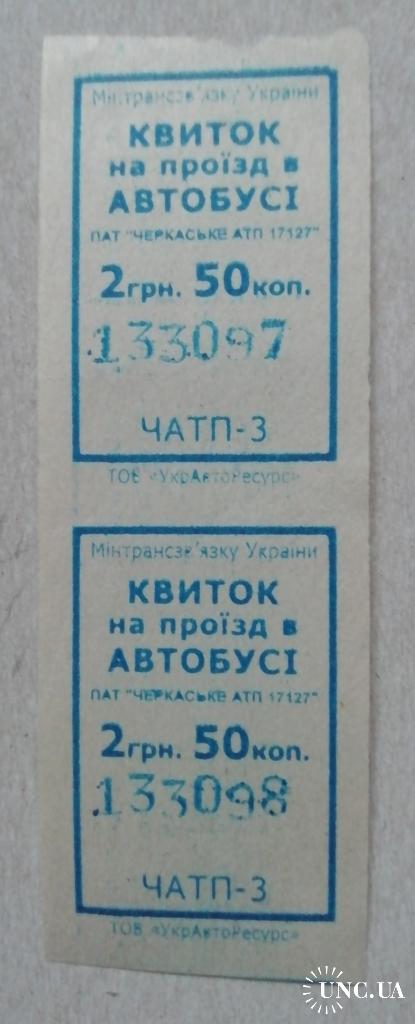 Мінтрансзв'язку України
КВИТОК
на проїзд в
АВТОБУСІ
ПАТ "ЧЕРКАСЬКЕ АТП 17127"
2грн. 50коп.
133097
ЧАТП-3
ТОВ «УкрАвтоРесурс»
Мінтрансзв'язку України
КВИТОК
на проїзд в
АВТОБУСІ
ПАТ "ЧЕРКАСЬКЕ АТП 17127"
2грн. 50коп.
133098
ЧАТП-3
ТОВ «УкрАвтоРесурс»
UNC.UA